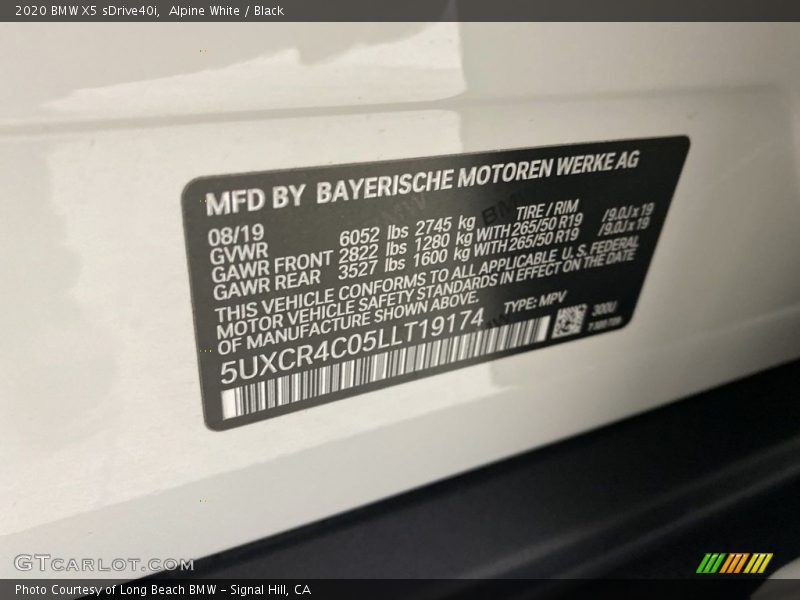 2020 BMW X5 sDrive40i, Alpine White / Black
MFD BY BAYERISCHE MOTOREN WERKE AG
08/19
GVWR 6052 lbs 2745 kg TIRE / RIM
GAWR FRONT 2822 lbs 1280 kg WITH 265/50 R19 /9.0J x 19
GAWR REAR 3527 lbs 1600 kg WITH 265/50 R19 /9.0J x 19
THIS VEHICLE CONFORMS TO ALL APPLICABLE U. S. FEDERAL
MOTOR VEHICLE SAFETY STANDARDS IN EFFECT ON THE DATE
OF MANUFACTURE SHOWN ABOVE. TYPE: MPV
5UXCR4C05LLT19174
300U
GTCARLOT.COM
Photo Courtesy of Long Beach BMW - Signal Hill, CA